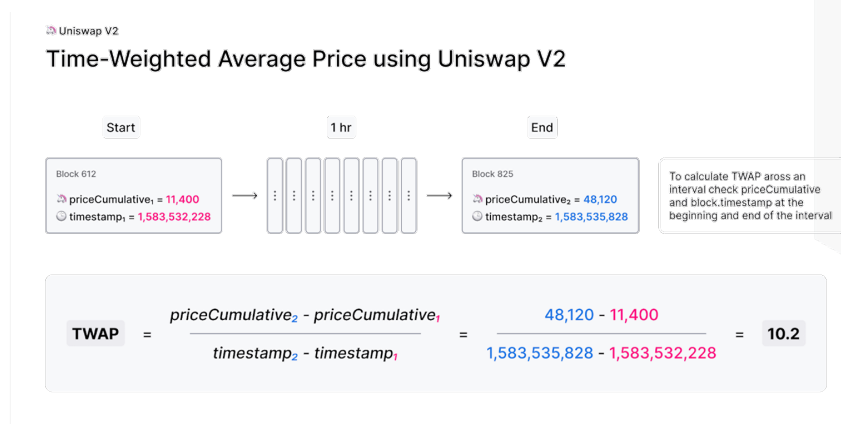 Uniswap V2
Time-Weighted Average Price using Uniswap V2
Start
1 hr
End
Block 612
priceCumulative₁ = 11,400
timestamp₁ = 1,583,532,228
Block 825
priceCumulative₂ = 48,120
timestamp₂ = 1,583,535,828
To calculate TWAP aross an
interval check priceCumulative
and block.timestamp at the
beginning and end of the interval
TWAP = priceCumulative₂ - priceCumulative₁ = 48,120 - 11,400 = 10.2
timestamp₂ - timestamp₁ 1,583,535,828 - 1,583,532,228